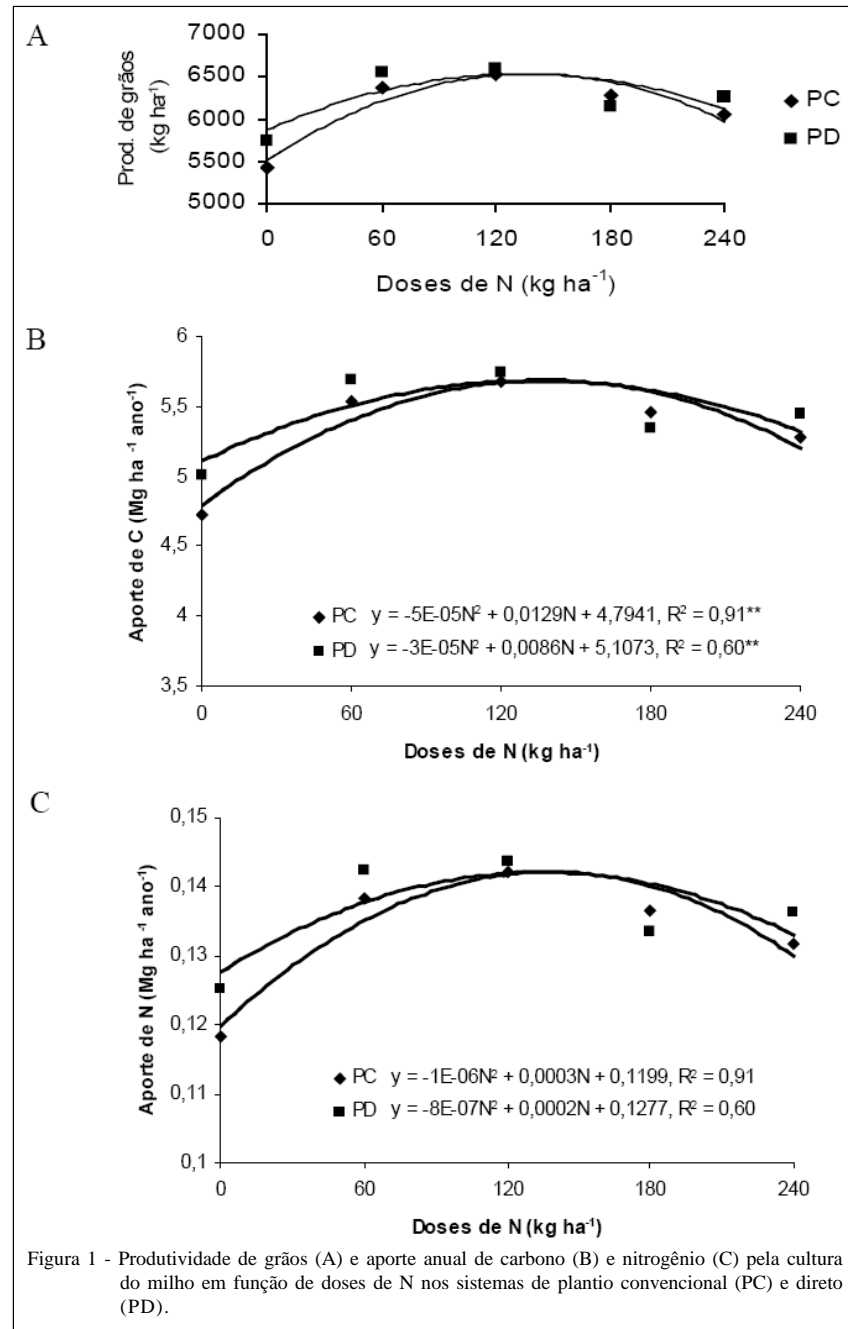 A
Prod. de grãos
(kg ha⁻¹)
7000
6500
6000
5500
5000
0 60 120 180 240
Doses de N (kg ha⁻¹)
PC
PD
B
Aporte de C (Mg ha⁻¹ ano⁻¹)
6
5,5
5
4,5
4
3,5
PC y = -5E-05N² + 0,0129N + 4,7941, R² = 0,91**
PD y = -3E-05N² + 0,0086N + 5,1073, R² = 0,60**
0 60 120 180 240
Doses de N (kg ha⁻¹)
C
Aporte de N (Mg ha⁻¹ ano⁻¹)
0,15
0,14
0,13
0,12
0,11
0,1
PC y = -1E-06N² + 0,0003N + 0,1199, R² = 0,91
PD y = -8E-07N² + 0,0002N + 0,1277, R² = 0,60
0 60 120 180 240
Doses de N (kg ha⁻¹)
Figura 1 - Produtividade de grãos (A) e aporte anual de carbono (B) e nitrogênio (C) pela cultura
do milho em função de doses de N nos sistemas de plantio convencional (PC) e direto
(PD).